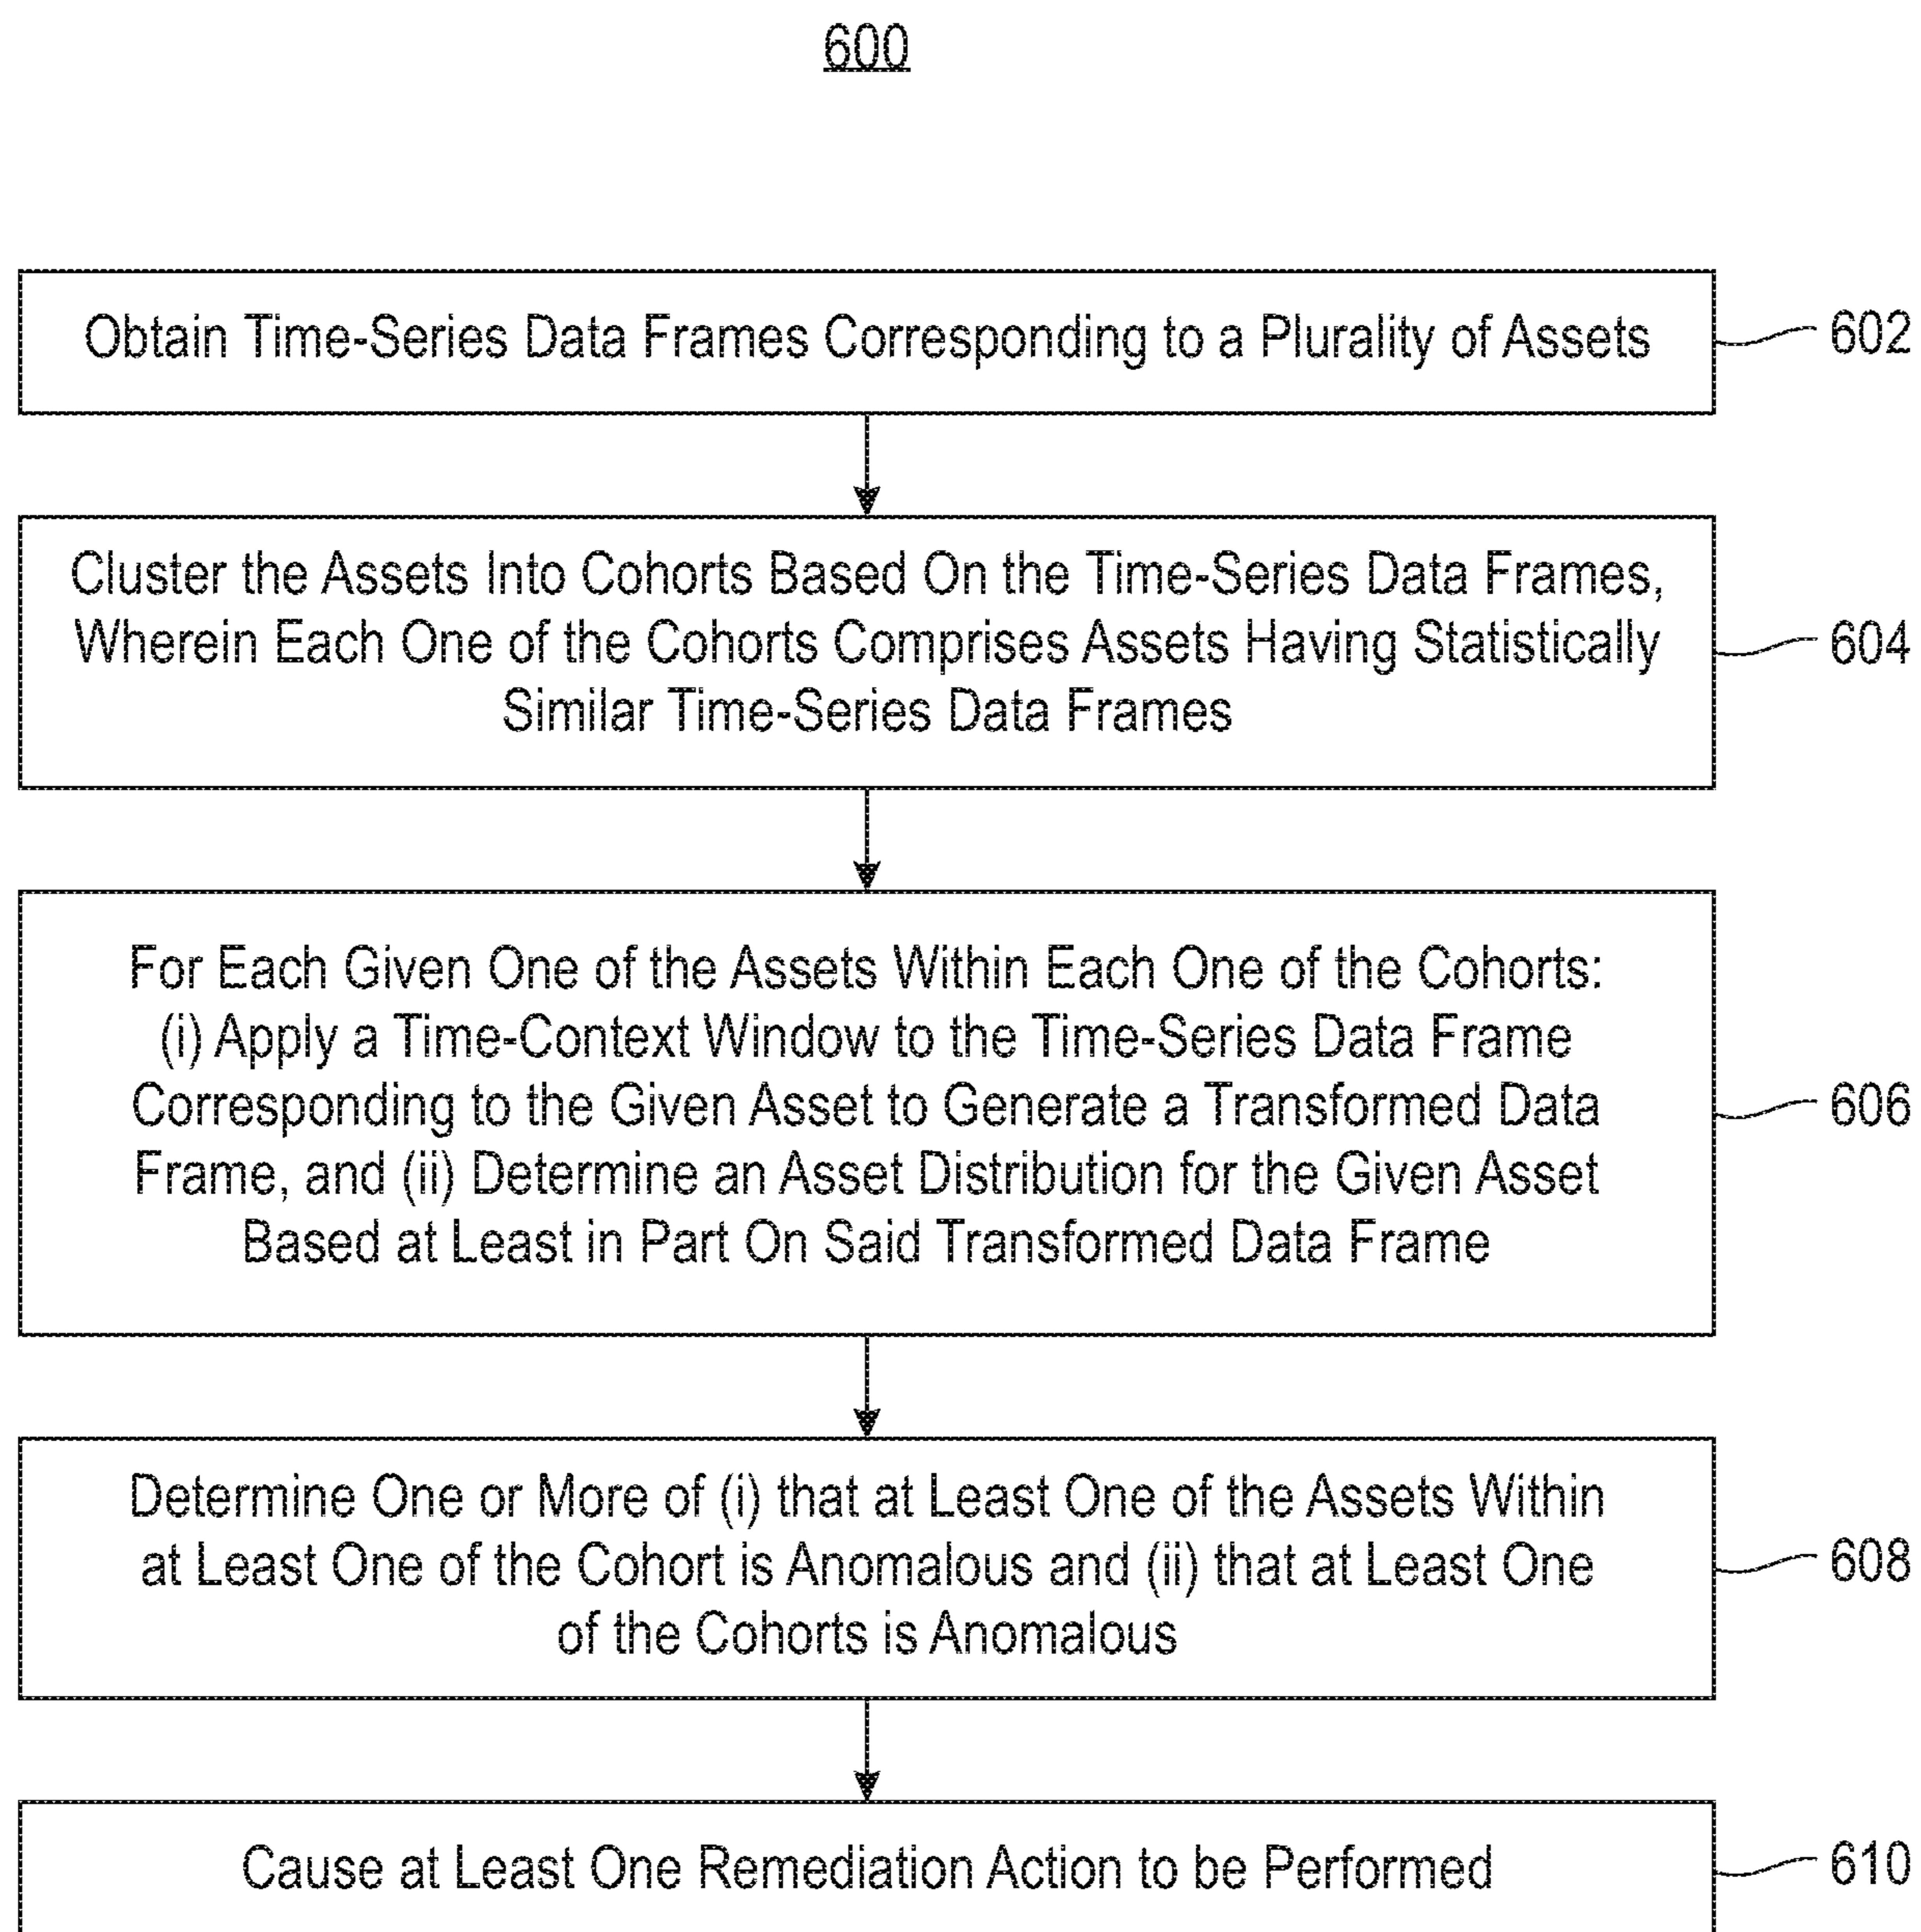 600
Obtain Time-Series Data Frames Corresponding to a Plurality of Assets
602
Cluster the Assets Into Cohorts Based On the Time-Series Data Frames,
Wherein Each One of the Cohorts Comprises Assets Having Statistically
Similar Time-Series Data Frames
604
For Each Given One of the Assets Within Each One of the Cohorts:
(i) Apply a Time-Context Window to the Time-Series Data Frame
Corresponding to the Given Asset to Generate a Transformed Data
Frame, and (ii) Determine an Asset Distribution for the Given Asset
Based at Least in Part On Said Transformed Data Frame
606
Determine One or More of (i) that at Least One of the Assets Within
at Least One of the Cohort is Anomalous and (ii) that at Least One
of the Cohorts is Anomalous
608
Cause at Least One Remediation Action to be Performed
610